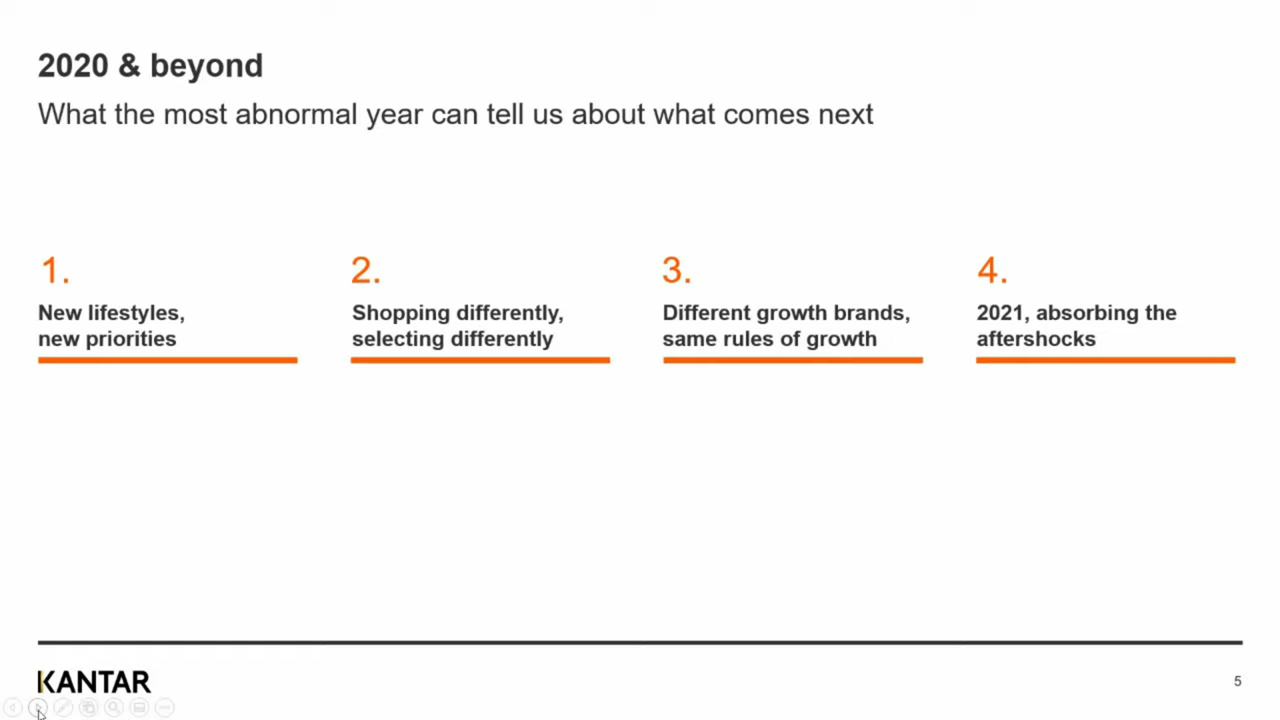 2020 & beyond
What the most abnormal year can tell us about what comes next
1.
New lifestyles,
new priorities
2.
Shopping differently,
selecting differently
3.
Different growth brands,
same rules of growth
4.
2021, absorbing the
aftershocks
KANTAR
5